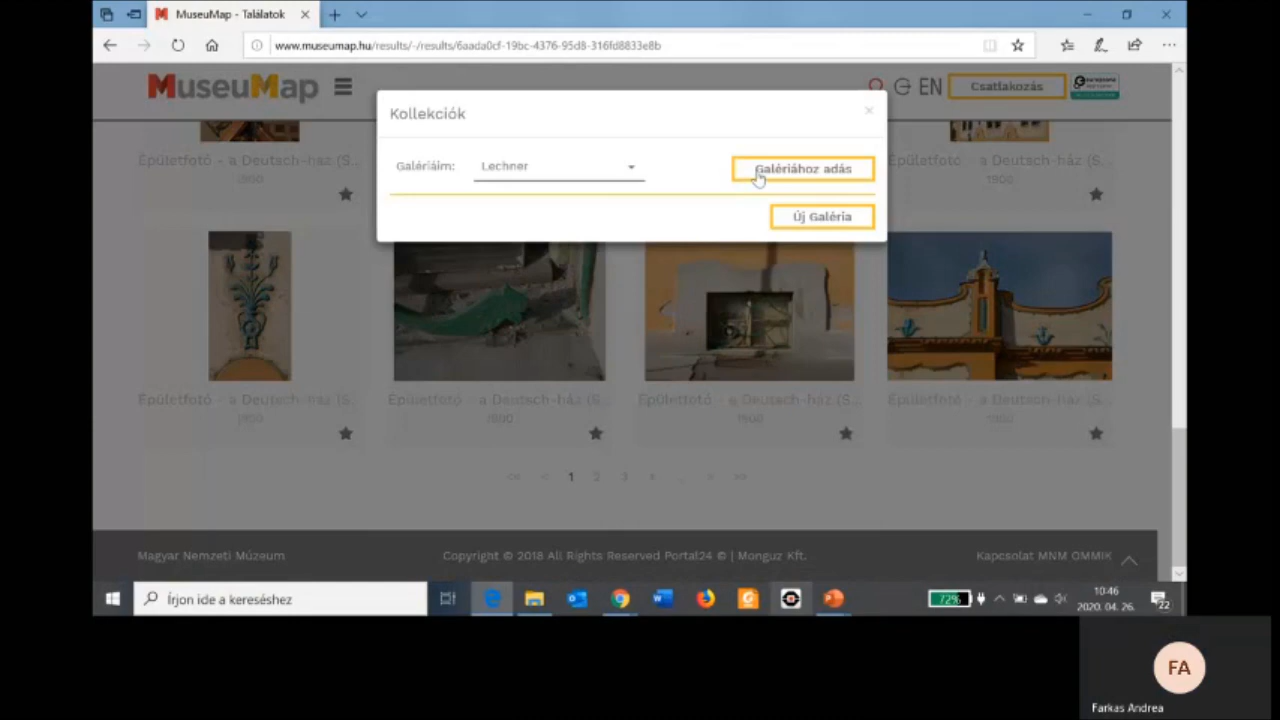 MuseuMap - Találatok
www.museumap.hu/results/-/results/6aada0cf-19bc-4376-95d8-316fd8833e8b
MuseuMap
EN
Csatlakozás
Kollekciók
Galériáim:
Lechner
Galériához adás
Új Galéria
Épületfotó - a Deutsch-ház (S...
1900
Épületfotó - a Deutsch-ház (S...
1900
Épületfotó - a Deutsch-ház (S...
1900
Épületfotó - a Deutsch-ház (S...
1900
Épületfotó - a Deutsch-ház (S...
1900
Épületfotó - a Deutsch-ház (S...
1900
<< < 1 2 3 > >>
Magyar Nemzeti Múzeum
Copyright © 2018 All Rights Reserved Portal24 © | Monguz Kft.
Kapcsolat MNM OMMIK
Írjon ide a kereséshez
72%
10:46
2020. 04. 26.
22
FA
Farkas Andrea